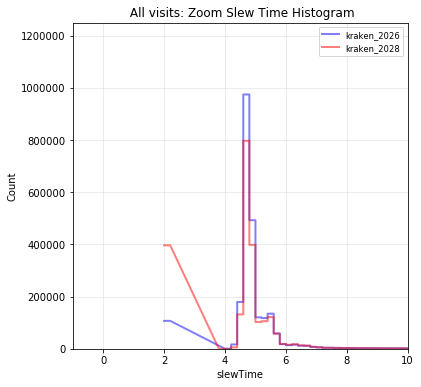 All visits: Zoom Slew Time Histogram
kraken_2026
kraken_2028
1200000
1000000
800000
600000
400000
200000
0
Count
0 2 4 6 8 10
slewTime